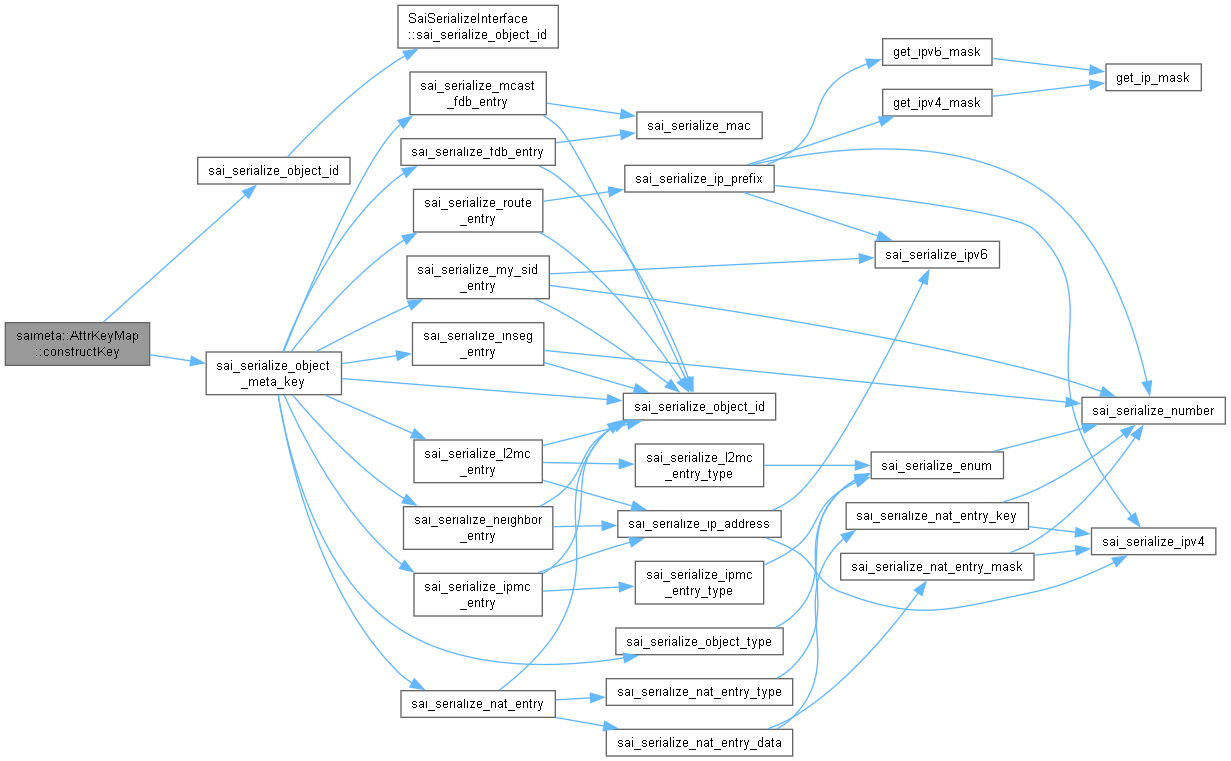 SaiSerializeInterface
::sai_serialize_object_id
sai_serialize_mcast
_fdb_entry
get_ipv6_mask
get_ip_mask
get_ipv4_mask
sai_serialize_mac
sai_serialize_fdb_entry
sai_serialize_object_id
sai_serialize_ip_prefix
sai_serialize_route
_entry
sai_serialize_ipv6
sai_serialize_my_sid
_entry
saimeta::AttrKeyMap
::constructKey
sai_serialize_inseg
_entry
sai_serialize_object
_meta_key
sai_serialize_object_id
sai_serialize_number
sai_serialize_l2mc
_entry
sai_serialize_l2mc
_entry_type
sai_serialize_enum
sai_serialize_neighbor
_entry
sai_serialize_ip_address
sai_serialize_nat_entry_key
sai_serialize_ipv4
sai_serialize_nat_entry_mask
sai_serialize_ipmc
_entry
sai_serialize_ipmc
_entry_type
sai_serialize_object_type
sai_serialize_nat_entry
sai_serialize_nat_entry_type
sai_serialize_nat_entry_data